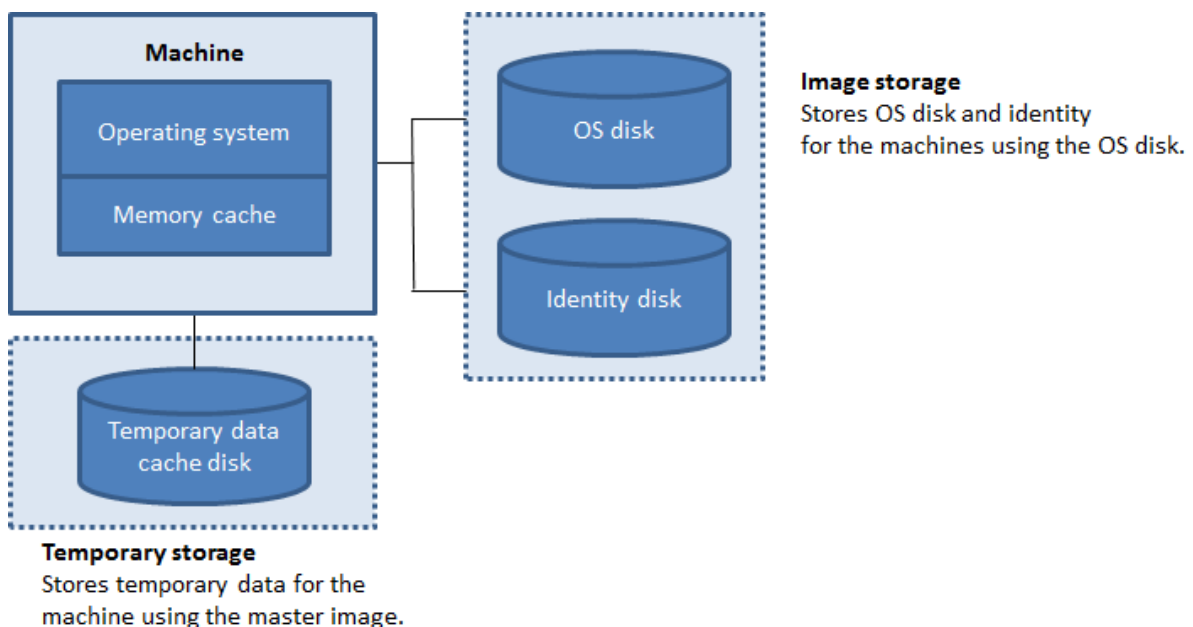 Machine
Operating system
Memory cache
OS disk
Identity disk
Image storage
Stores OS disk and identity
for the machines using the OS disk.
Temporary data
cache disk
Temporary storage
Stores temporary data for the
machine using the master image.